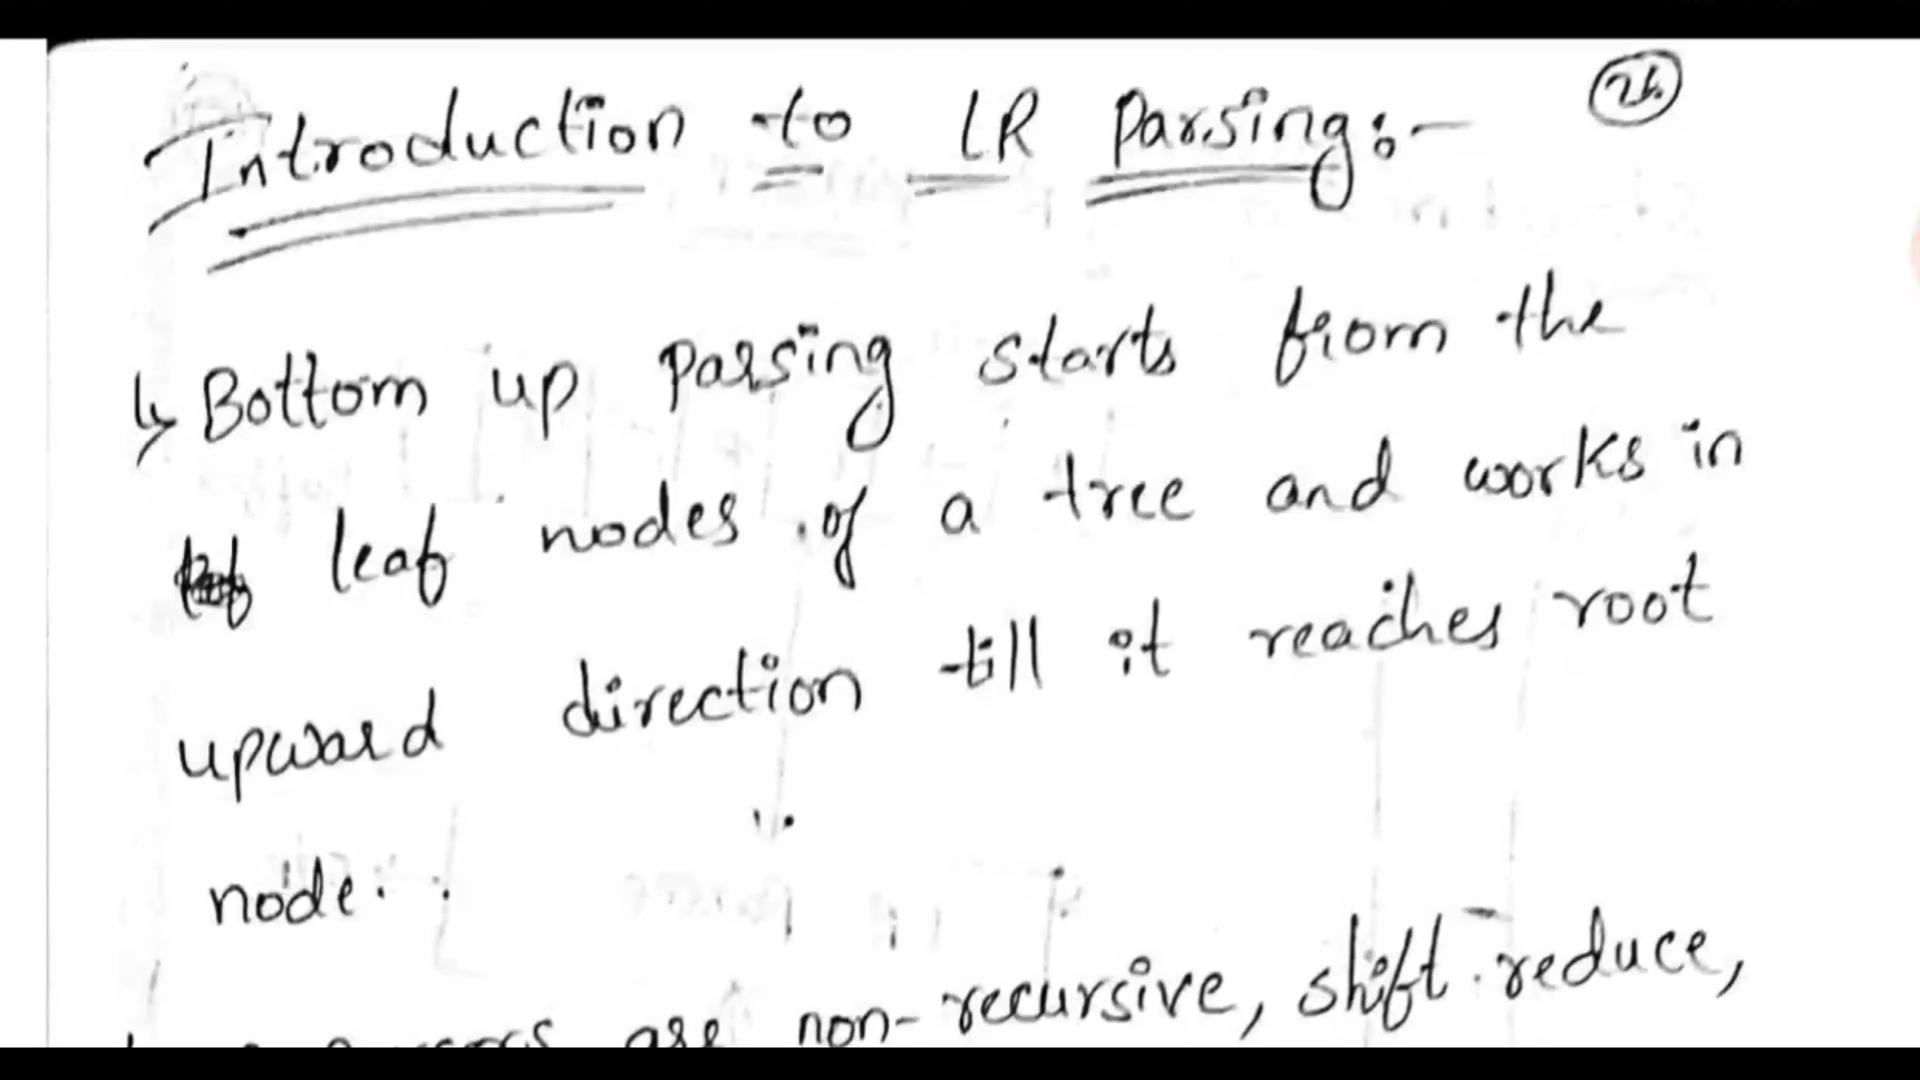 Introduction to LR Parsing:-
26
↳ Bottom up parsing starts from the
leaf nodes of a tree and works in
upward direction till it reaches root
node.
are non-recursive, shift-reduce,